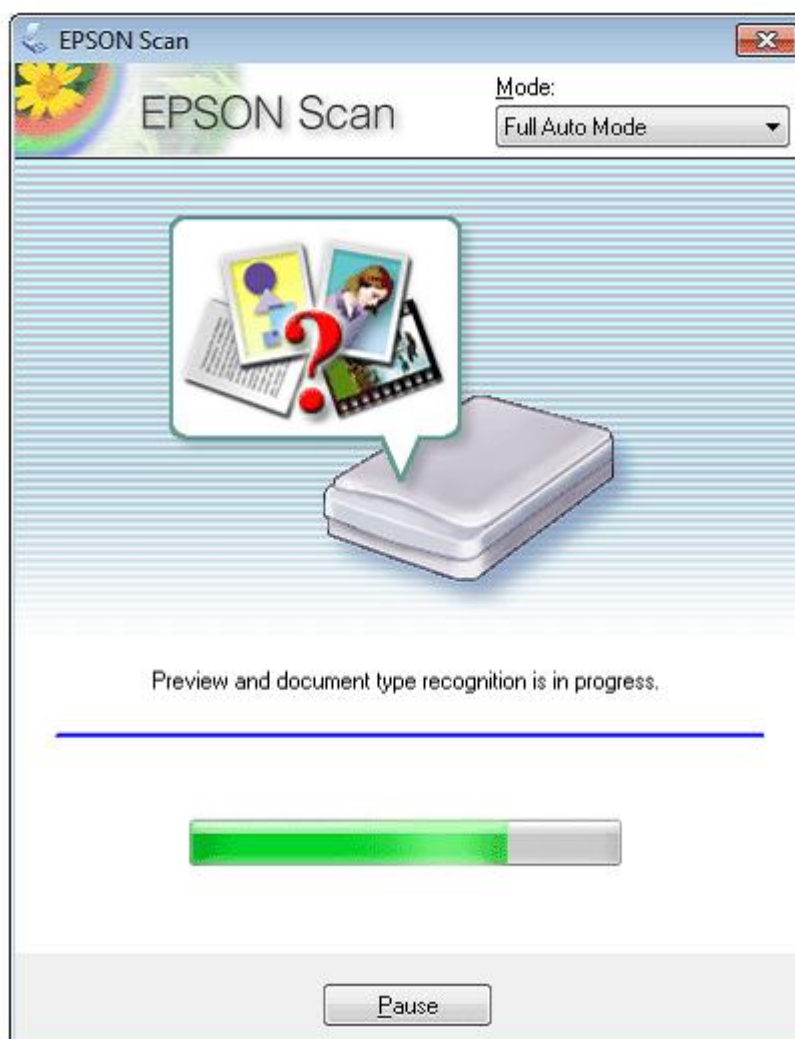 EPSON Scan
EPSON Scan
Mode:
Full Auto Mode
Preview and document type recognition is in progress.
Pause